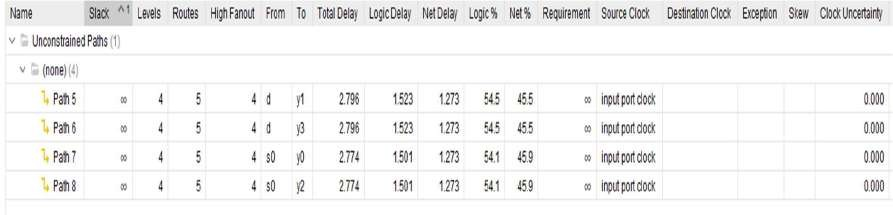 Name Slack ^1 Levels Routes High Fanout From To Total Delay Logic Delay Net Delay Logic % Net % Requirement Source Clock Destination Clock Exception Skew Clock Uncertainty
Unconstrained Paths (1)
(none) (4)
Path 5 ∞ 4 5 4 d y1 2.796 1.523 1.273 54.5 45.5 ∞ input port clock 0.000
Path 6 ∞ 4 5 4 d y3 2.796 1.523 1.273 54.5 45.5 ∞ input port clock 0.000
Path 7 ∞ 4 5 4 s0 y0 2.774 1.501 1.273 54.1 45.9 ∞ input port clock 0.000
Path 8 ∞ 4 5 4 s0 y2 2.774 1.501 1.273 54.1 45.9 ∞ input port clock 0.000